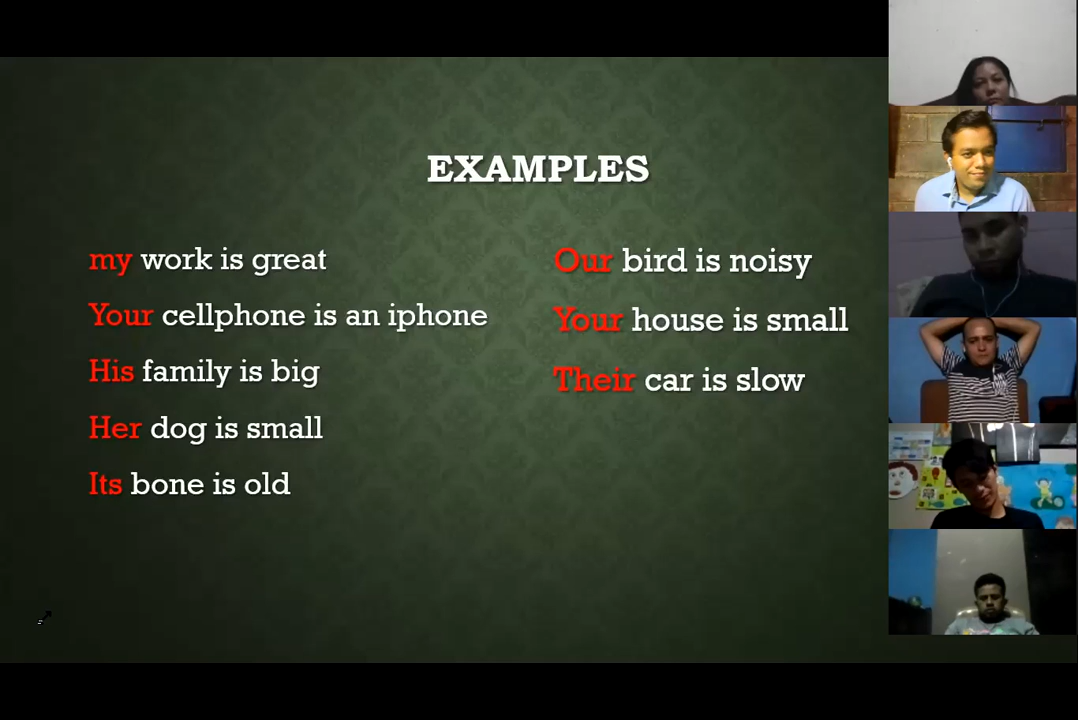 EXAMPLES
my work is great
Your cellphone is an iphone
His family is big
Her dog is small
Its bone is old
Our bird is noisy
Your house is small
Their car is slow